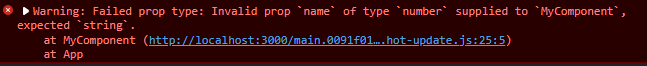 Warning: Failed prop type: Invalid prop `name` of type `number` supplied to `MyComponent`,
expected `string`.
at MyComponent (http://localhost:3000/main.0091f01….hot-update.js:25:5)
at App